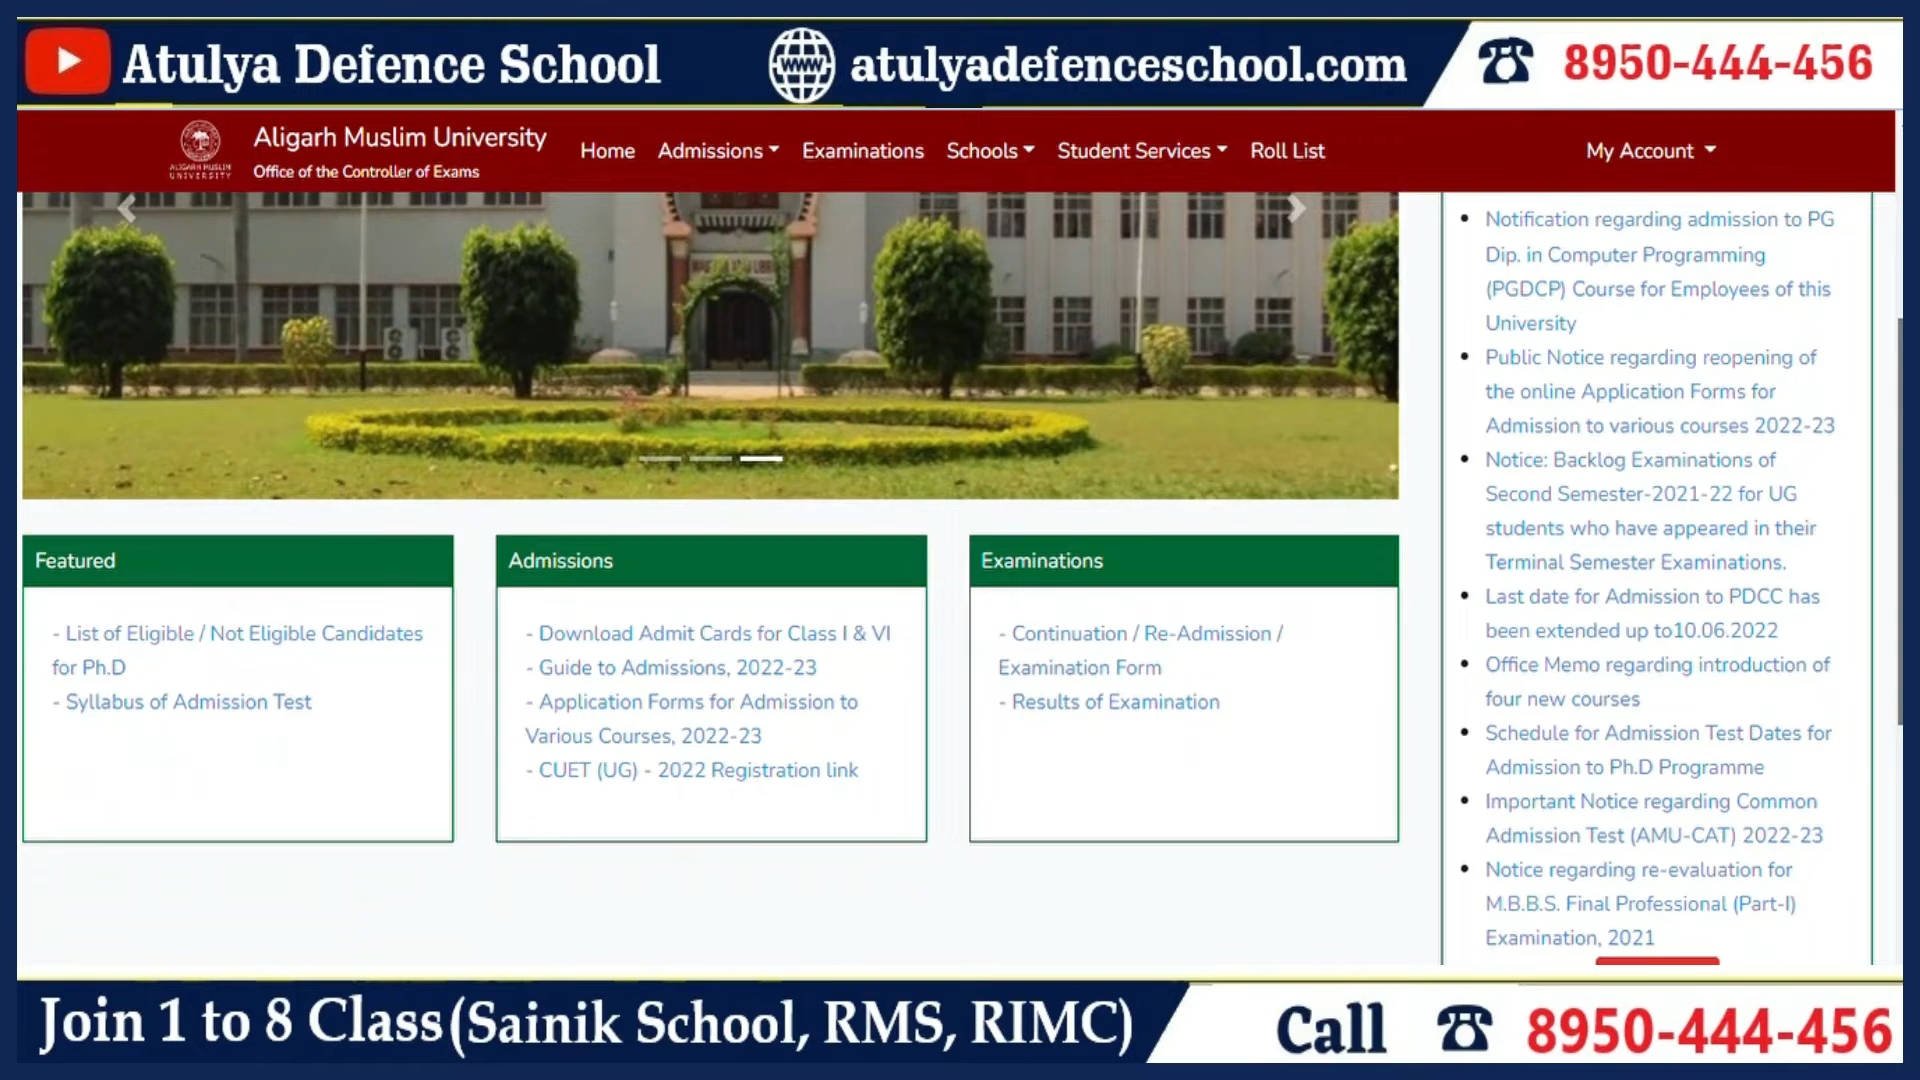 Atulya Defence School
www
atulyadefenceschool.com
8950-444-456
ALIGARH MUSLIM
UNIVERSITY
Aligarh Muslim University
Office of the Controller of Exams
Home
Admissions
Examinations
Schools
Student Services
Roll List
My Account
Featured
- List of Eligible / Not Eligible Candidates
for Ph.D
- Syllabus of Admission Test
Admissions
- Download Admit Cards for Class I & VI
- Guide to Admissions, 2022-23
- Application Forms for Admission to
Various Courses, 2022-23
- CUET (UG) - 2022 Registration link
Examinations
- Continuation / Re-Admission /
Examination Form
- Results of Examination
• Notification regarding admission to PG
Dip. in Computer Programming
(PGDCP) Course for Employees of this
University
• Public Notice regarding reopening of
the online Application Forms for
Admission to various courses 2022-23
• Notice: Backlog Examinations of
Second Semester-2021-22 for UG
students who have appeared in their
Terminal Semester Examinations.
• Last date for Admission to PDCC has
been extended up to10.06.2022
• Office Memo regarding introduction of
four new courses
• Schedule for Admission Test Dates for
Admission to Ph.D Programme
• Important Notice regarding Common
Admission Test (AMU-CAT) 2022-23
• Notice regarding re-evaluation for
M.B.B.S. Final Professional (Part-I)
Examination, 2021
Join 1 to 8 Class (Sainik School, RMS, RIMC)
Call
8950-444-456